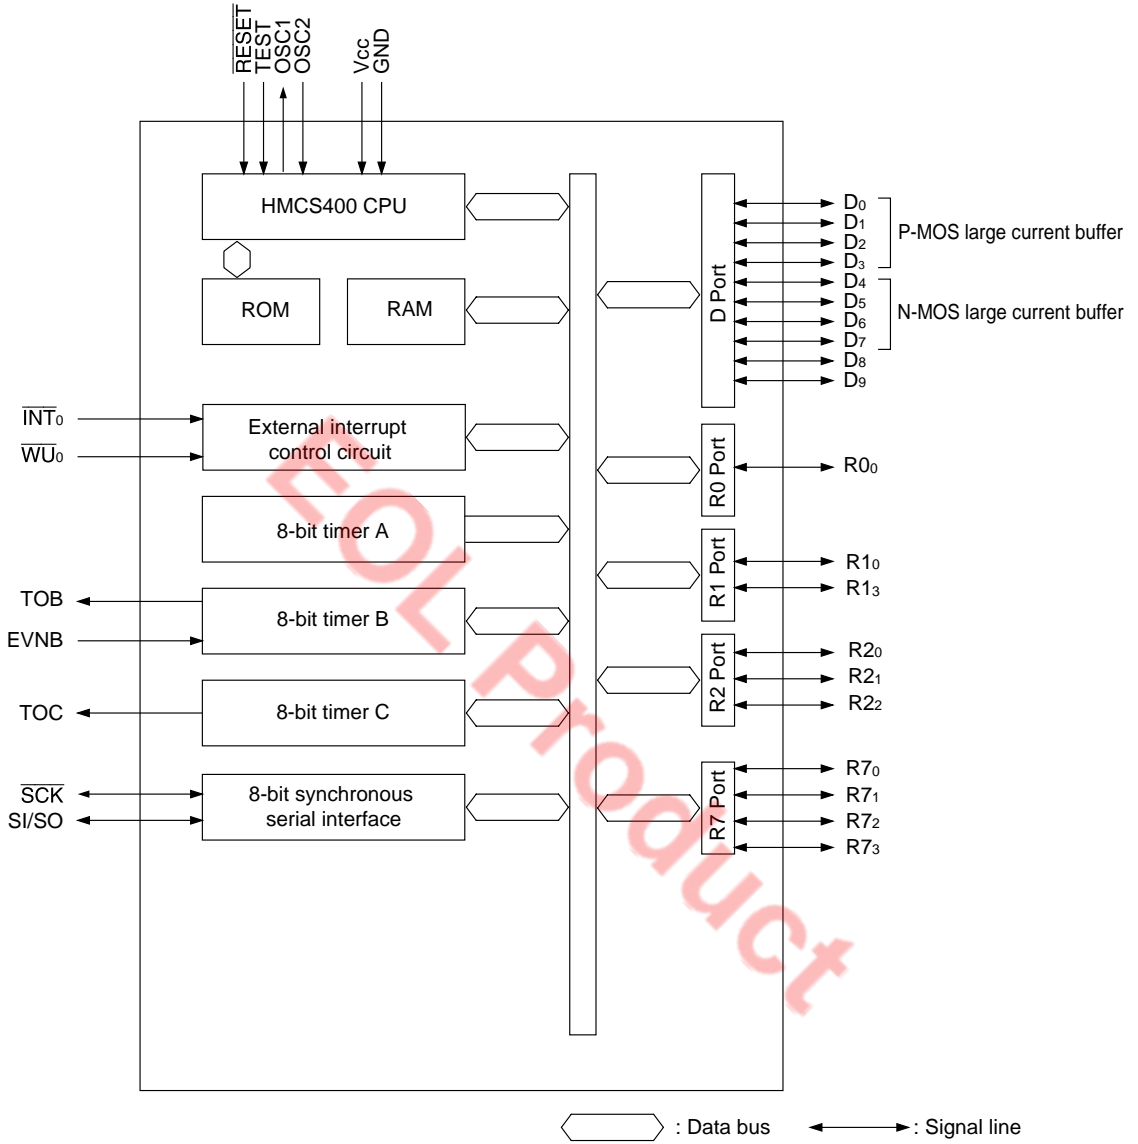 RESET
TEST
OSC1
OSC2
Vcc
GND
HMCS400 CPU
ROM
RAM
INT0
WU0
External interrupt
control circuit
8-bit timer A
TOB
EVNB
8-bit timer B
TOC
8-bit timer C
SCK
SI/SO
8-bit synchronous
serial interface
D Port
D0
D1
D2
D3
D4
D5
D6
D7
D8
D9
P-MOS large current buffer
N-MOS large current buffer
R0 Port
R00
R1 Port
R10
R13
R2 Port
R20
R21
R22
R7 Port
R70
R71
R72
R73
EOL Product
: Data bus
: Signal line